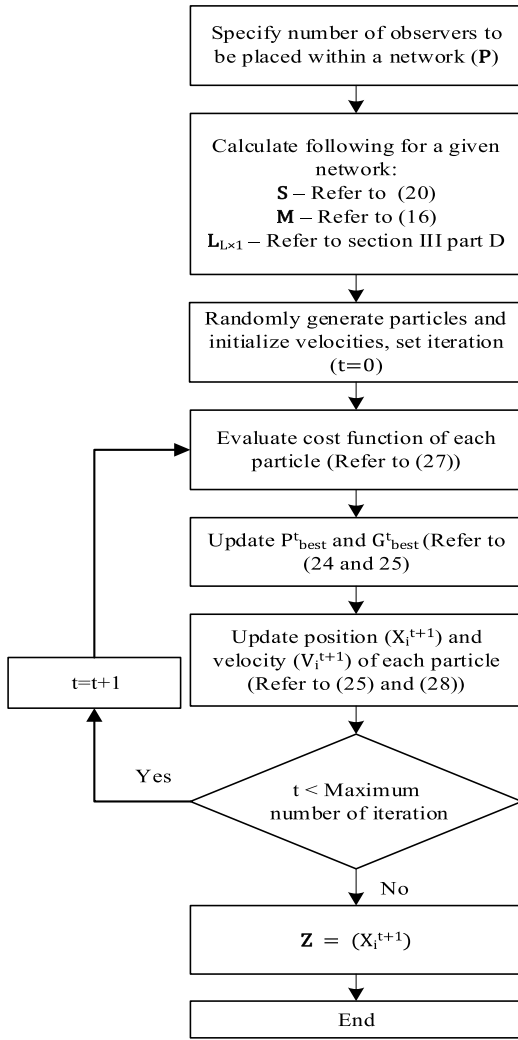 Specify number of observers to
be placed within a network (P)
Calculate following for a given
network:
S – Refer to (20)
M – Refer to (16)
L_L×1 – Refer to section III part D
Randomly generate particles and
initialize velocities, set iteration
(t=0)
Evaluate cost function of each
particle (Refer to (27))
Update P^t_best and G^t_best (Refer to
(24 and 25)
Update position (X_i^t+1) and
velocity (V_i^t+1) of each particle
(Refer to (25) and (28))
t=t+1
Yes
t < Maximum
number of iteration
No
Z = (X_i^t+1)
End